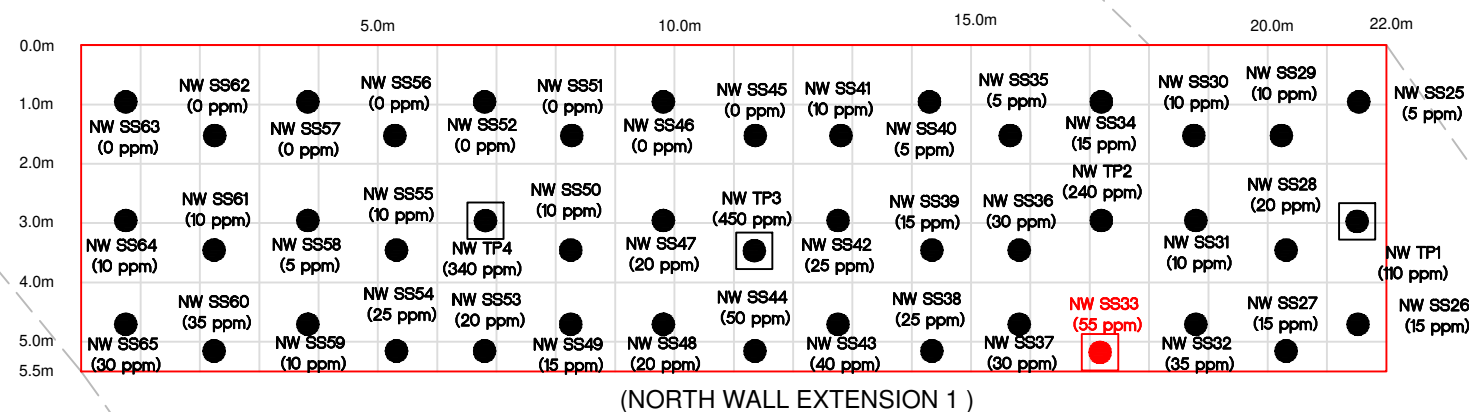 5.0m
10.0m
15.0m
20.0m
22.0m
0.0m
1.0m
2.0m
3.0m
4.0m
5.0m
5.5m
NW SS63
(0 ppm)
NW SS62
(0 ppm)
NW SS57
(0 ppm)
NW SS56
(0 ppm)
NW SS52
(0 ppm)
NW SS51
(0 ppm)
NW SS46
(0 ppm)
NW SS45
(0 ppm)
NW SS41
(10 ppm)
NW SS40
(5 ppm)
NW SS35
(5 ppm)
NW SS34
(15 ppm)
NW SS30
(10 ppm)
NW SS29
(10 ppm)
NW SS25
(5 ppm)
NW SS64
(10 ppm)
NW SS61
(10 ppm)
NW SS58
(5 ppm)
NW SS55
(10 ppm)
NW TP4
(340 ppm)
NW SS50
(10 ppm)
NW SS47
(20 ppm)
NW TP3
(450 ppm)
NW SS42
(25 ppm)
NW SS39
(15 ppm)
NW SS36
(30 ppm)
NW TP2
(240 ppm)
NW SS31
(10 ppm)
NW SS28
(20 ppm)
NW TP1
(110 ppm)
NW SS65
(30 ppm)
NW SS60
(35 ppm)
NW SS59
(10 ppm)
NW SS54
(25 ppm)
NW SS53
(20 ppm)
NW SS49
(15 ppm)
NW SS48
(20 ppm)
NW SS44
(50 ppm)
NW SS43
(40 ppm)
NW SS38
(25 ppm)
NW SS37
(30 ppm)
NW SS33
(55 ppm)
NW SS32
(35 ppm)
NW SS27
(15 ppm)
NW SS26
(15 ppm)
(NORTH WALL EXTENSION 1 )